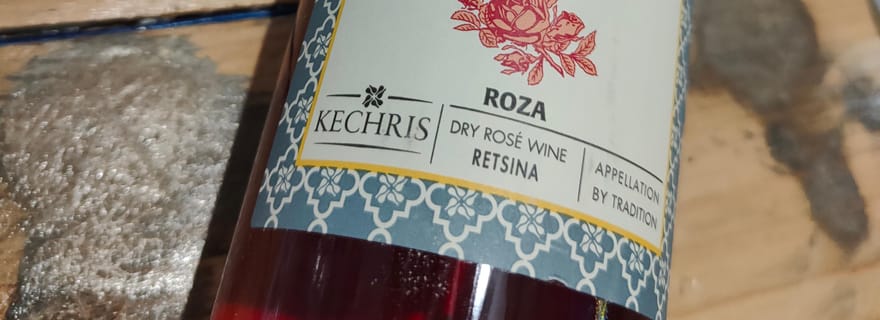 ROZA
KECHRIS
DRY ROSÉ WINE
RETSINA
APPELLATION
BY TRADITION